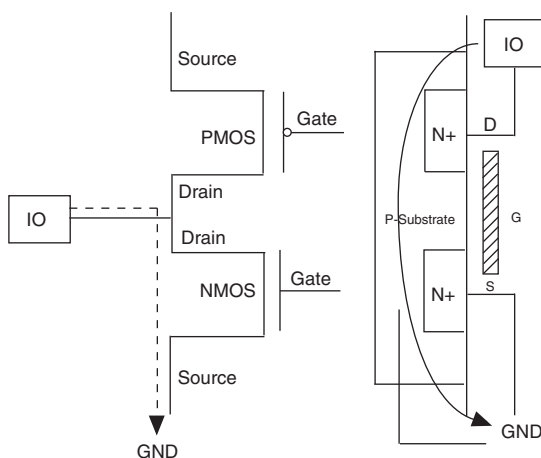 Source
Gate
PMOS
Drain
IO
Drain
Gate
NMOS
Source
GND
IO
N+
D
P-Substrate
G
S
N+
GND